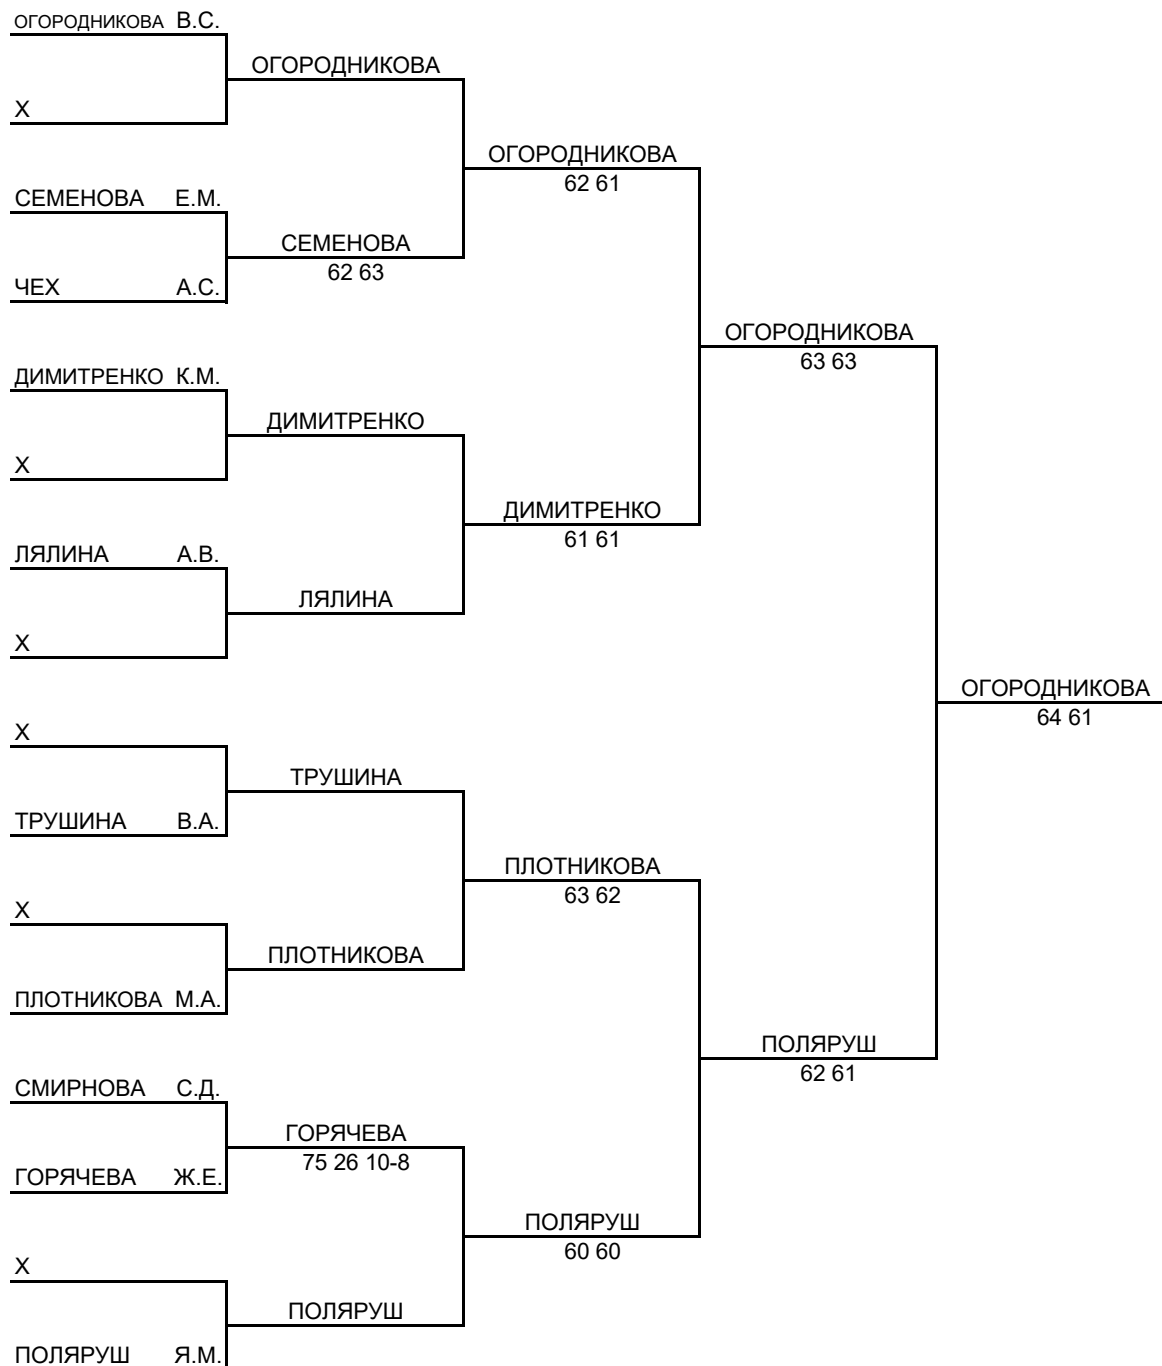 ОГОРОДНИКОВА В.С.
ОГОРОДНИКОВА
Х
ОГОРОДНИКОВА
62 61
СЕМЕНОВА Е.М.
СЕМЕНОВА
62 63
ЧЕХ А.С.
ОГОРОДНИКОВА
63 63
ДИМИТРЕНКО К.М.
ДИМИТРЕНКО
Х
ДИМИТРЕНКО
61 61
ЛЯЛИНА А.В.
ЛЯЛИНА
Х
ОГОРОДНИКОВА
64 61
Х
ТРУШИНА
ТРУШИНА В.А.
ПЛОТНИКОВА
63 62
Х
ПЛОТНИКОВА
ПЛОТНИКОВА М.А.
ПОЛЯРУШ
62 61
СМИРНОВА С.Д.
ГОРЯЧЕВА
75 26 10-8
ГОРЯЧЕВА Ж.Е.
ПОЛЯРУШ
60 60
Х
ПОЛЯРУШ
ПОЛЯРУШ Я.М.